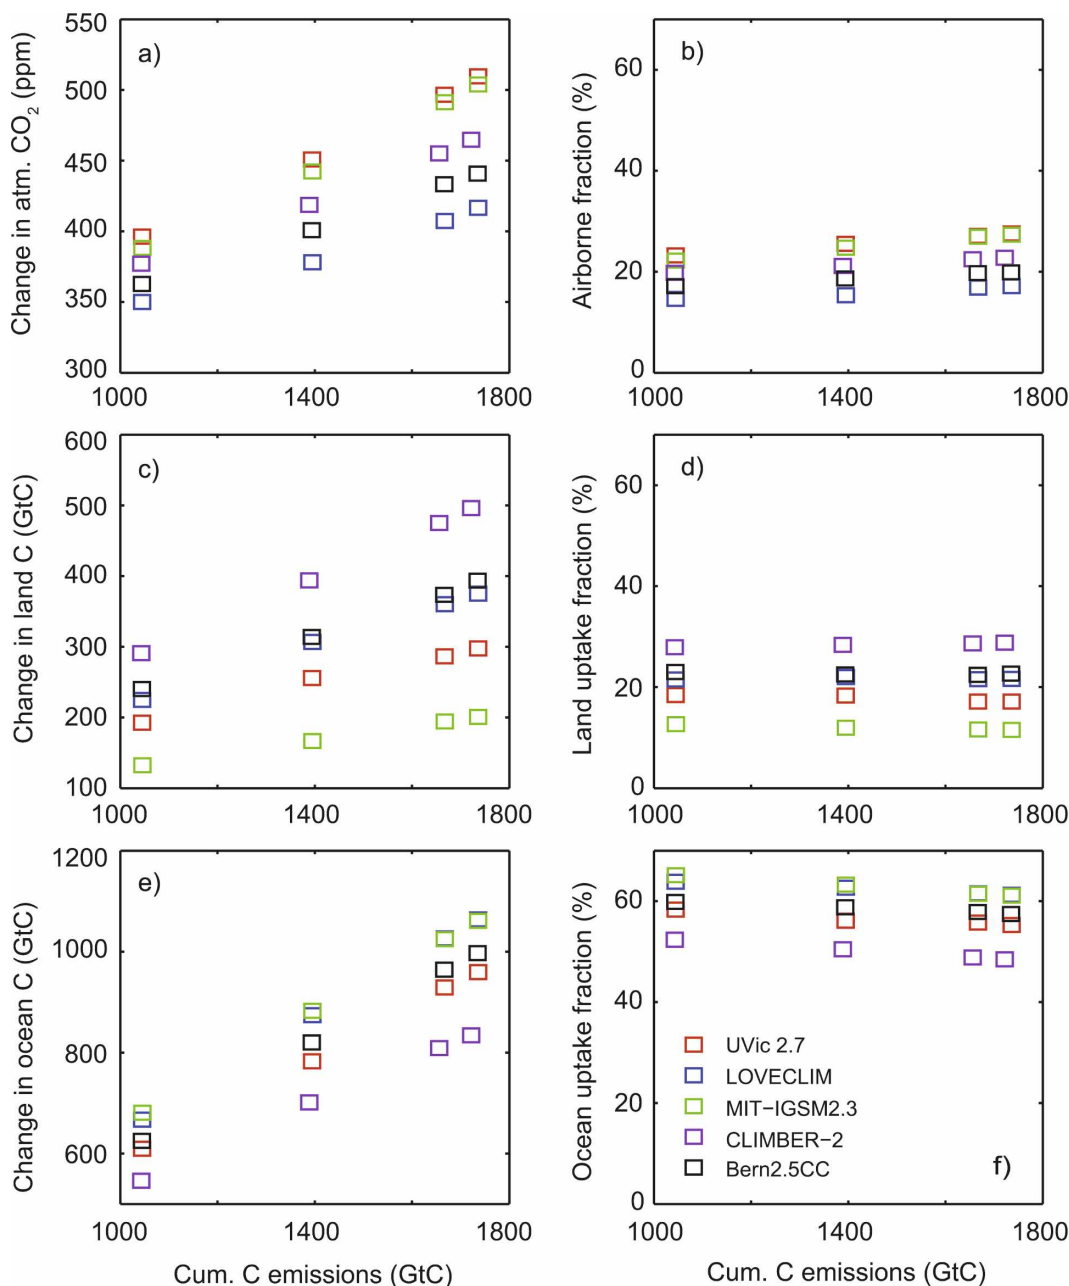 a)
550
500
450
400
350
300
1000
1400
1800
Change in atm. CO2 (ppm)
b)
60
40
20
0
1000
1400
1800
Airborne fraction (%)
c)
600
500
400
300
200
100
1000
1400
1800
Change in land C (GtC)
d)
60
40
20
0
1000
1400
1800
Land uptake fraction (%)
e)
1200
1000
800
600
1000
1400
1800
Change in ocean C (GtC)
Cum. C emissions (GtC)
60
40
20
0
1000
1400
1800
Ocean uptake fraction (%)
UVic 2.7
LOVECLIM
MIT−IGSM2.3
CLIMBER−2
Bern2.5CC
f)
Cum. C emissions (GtC)